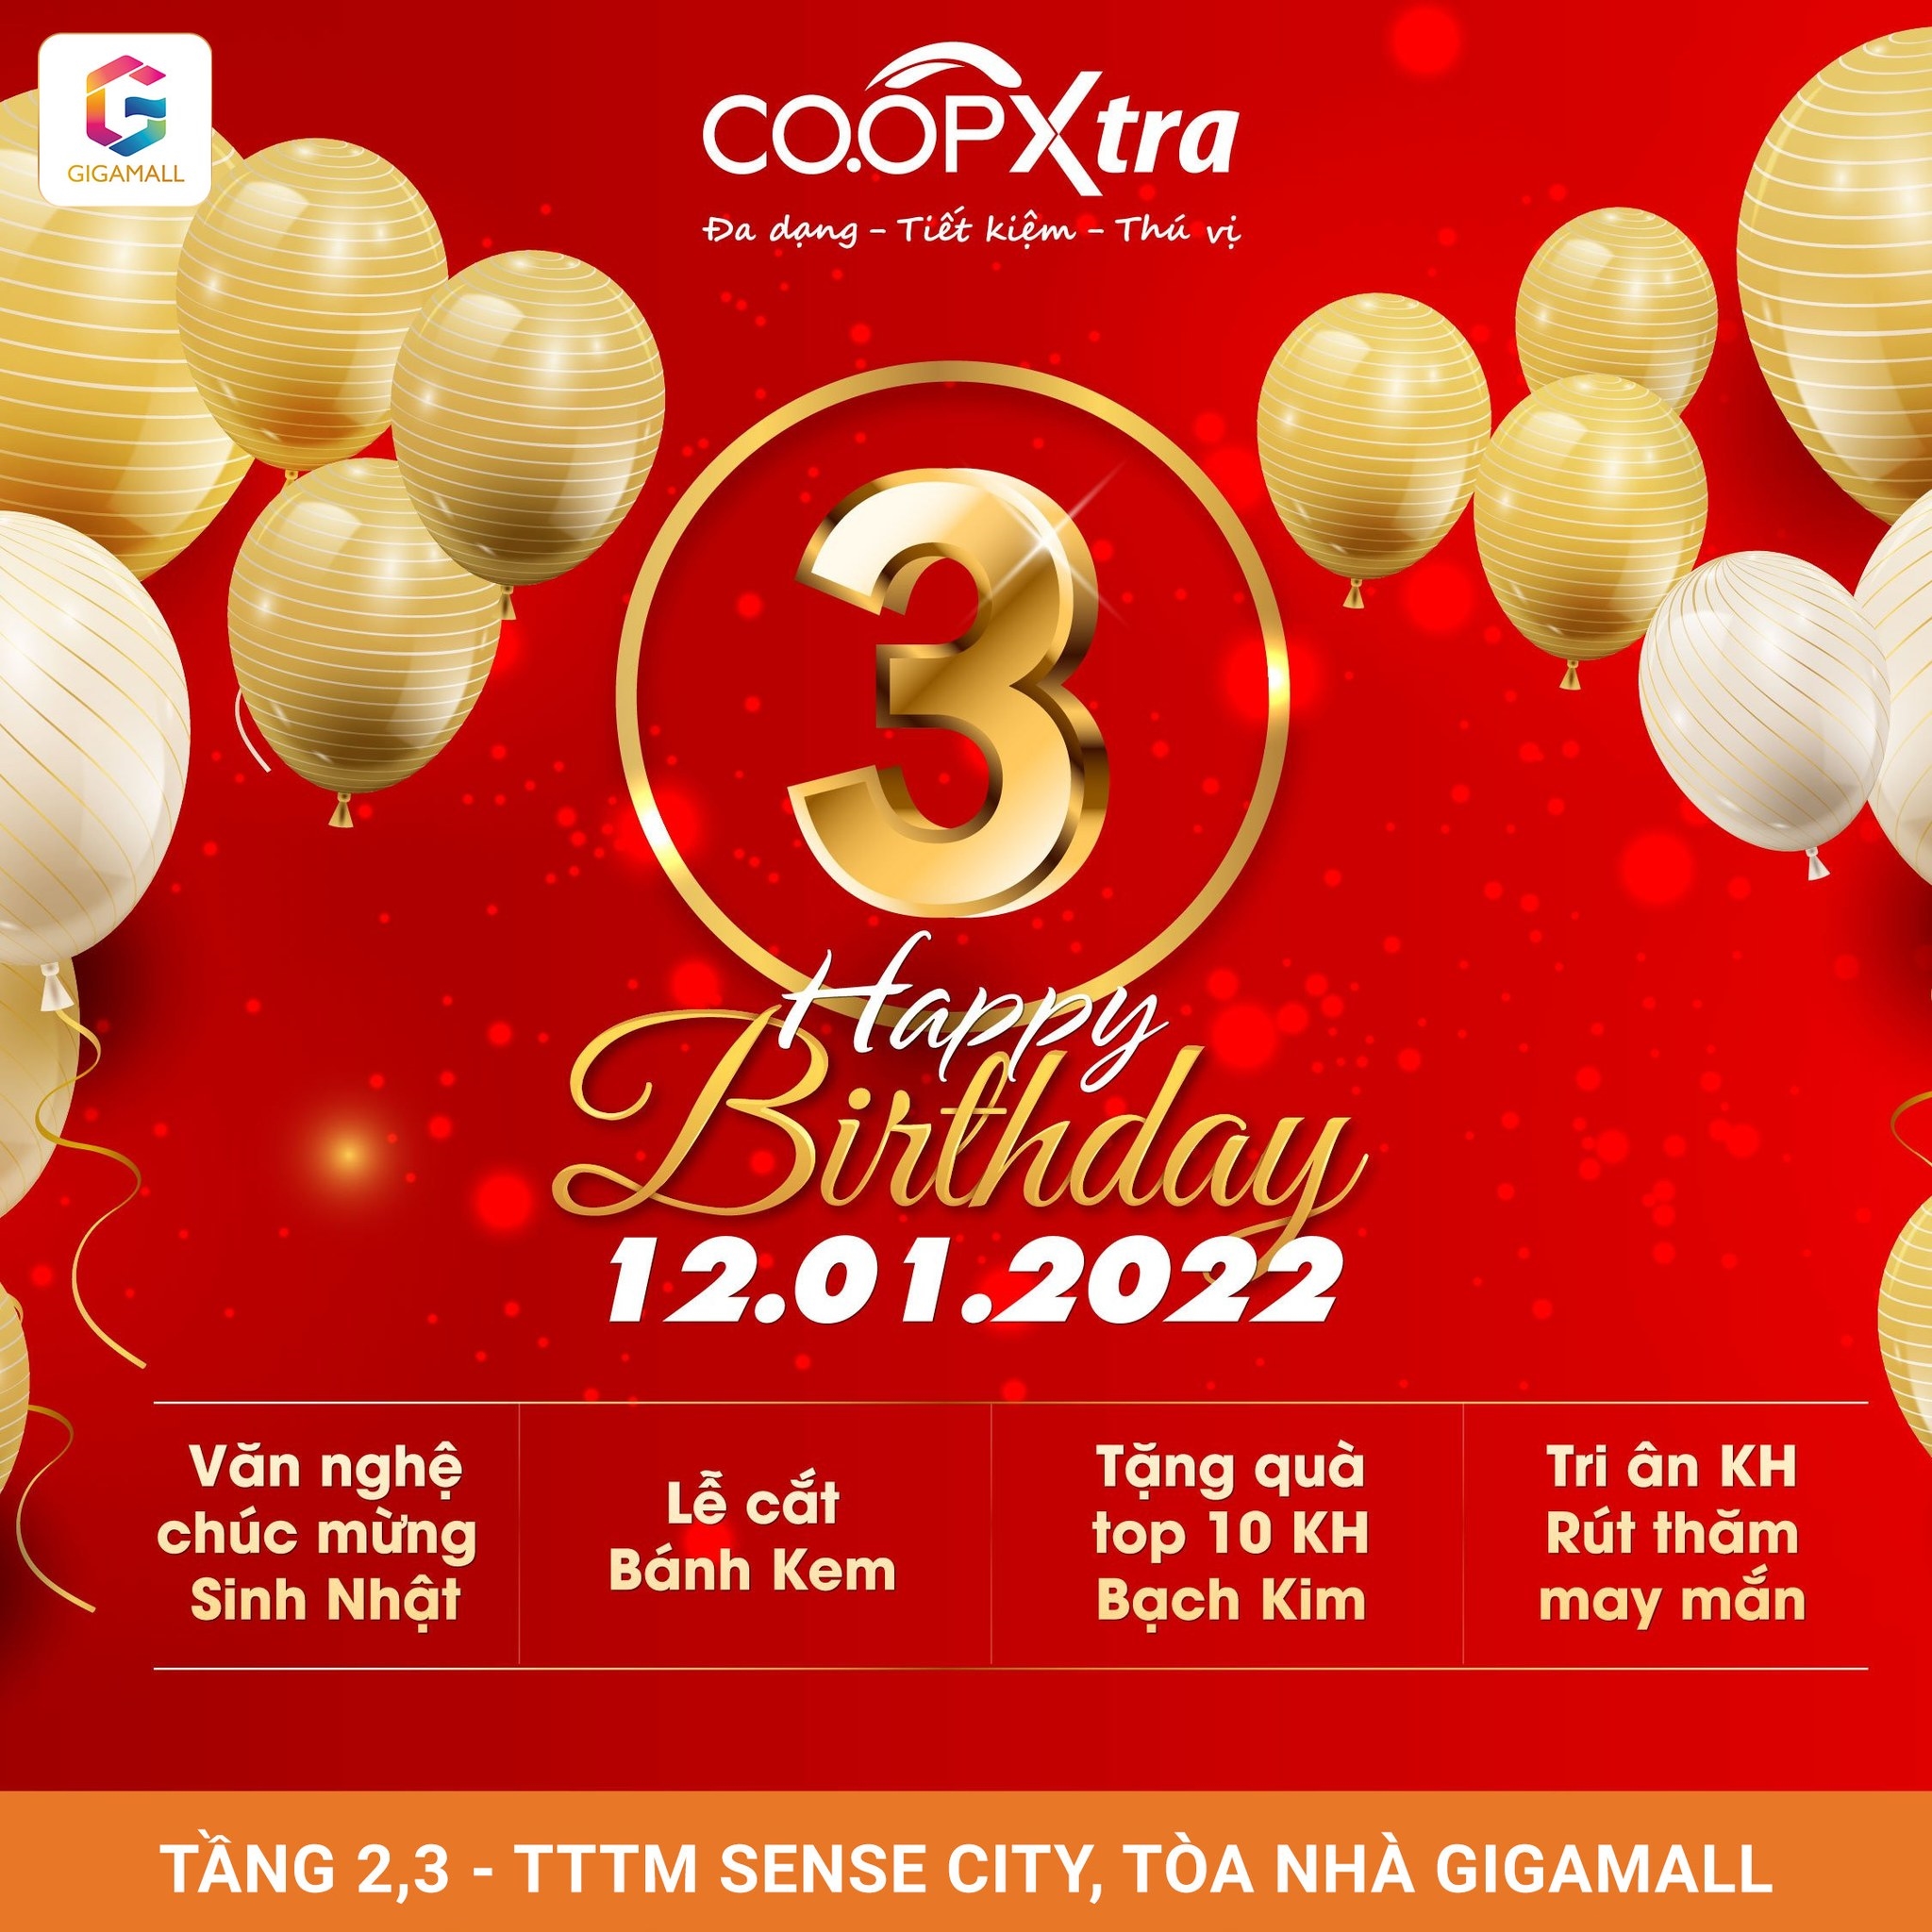 GIGAMALL
CO.OPXtra
Đa dạng - Tiết kiệm - Thú vị
3
Happy
Birthday
12.01.2022
Văn nghệ
chúc mừng
Sinh Nhật
Lễ cắt
Bánh Kem
Tặng quà
top 10 KH
Bạch Kim
Tri ân KH
Rút thăm
may mắn
TẦNG 2,3 - TTTM SENSE CITY, TÒA NHÀ GIGAMALL